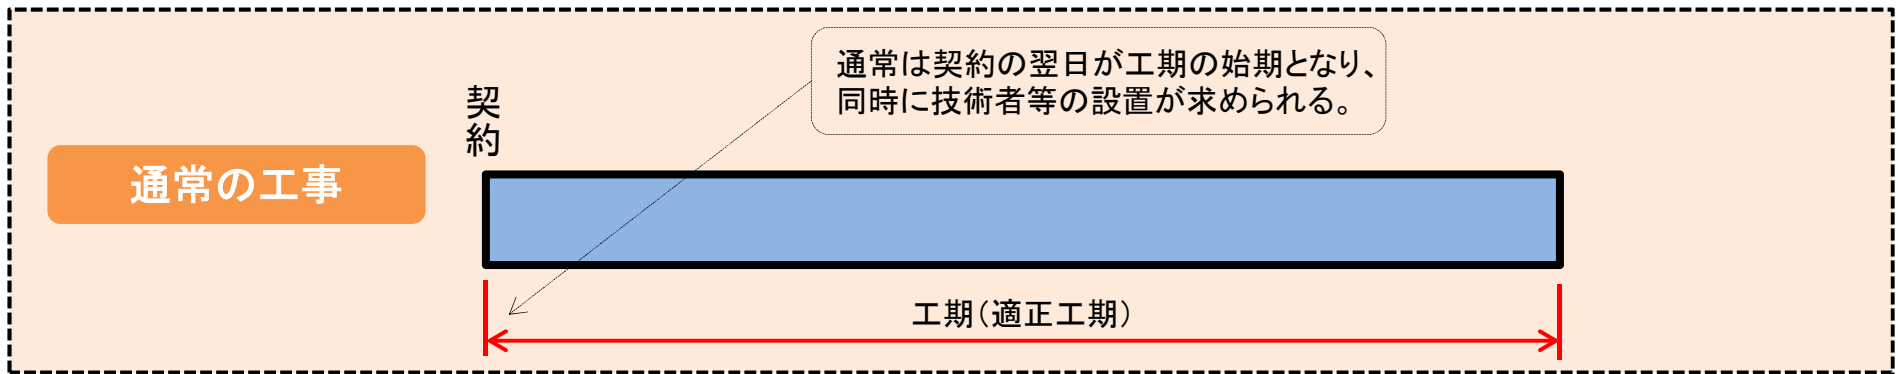 通常は契約の翌日が工期の始期となり、
同時に技術者等の設置が求められる。
契約
通常の工事
工期（適正工期）